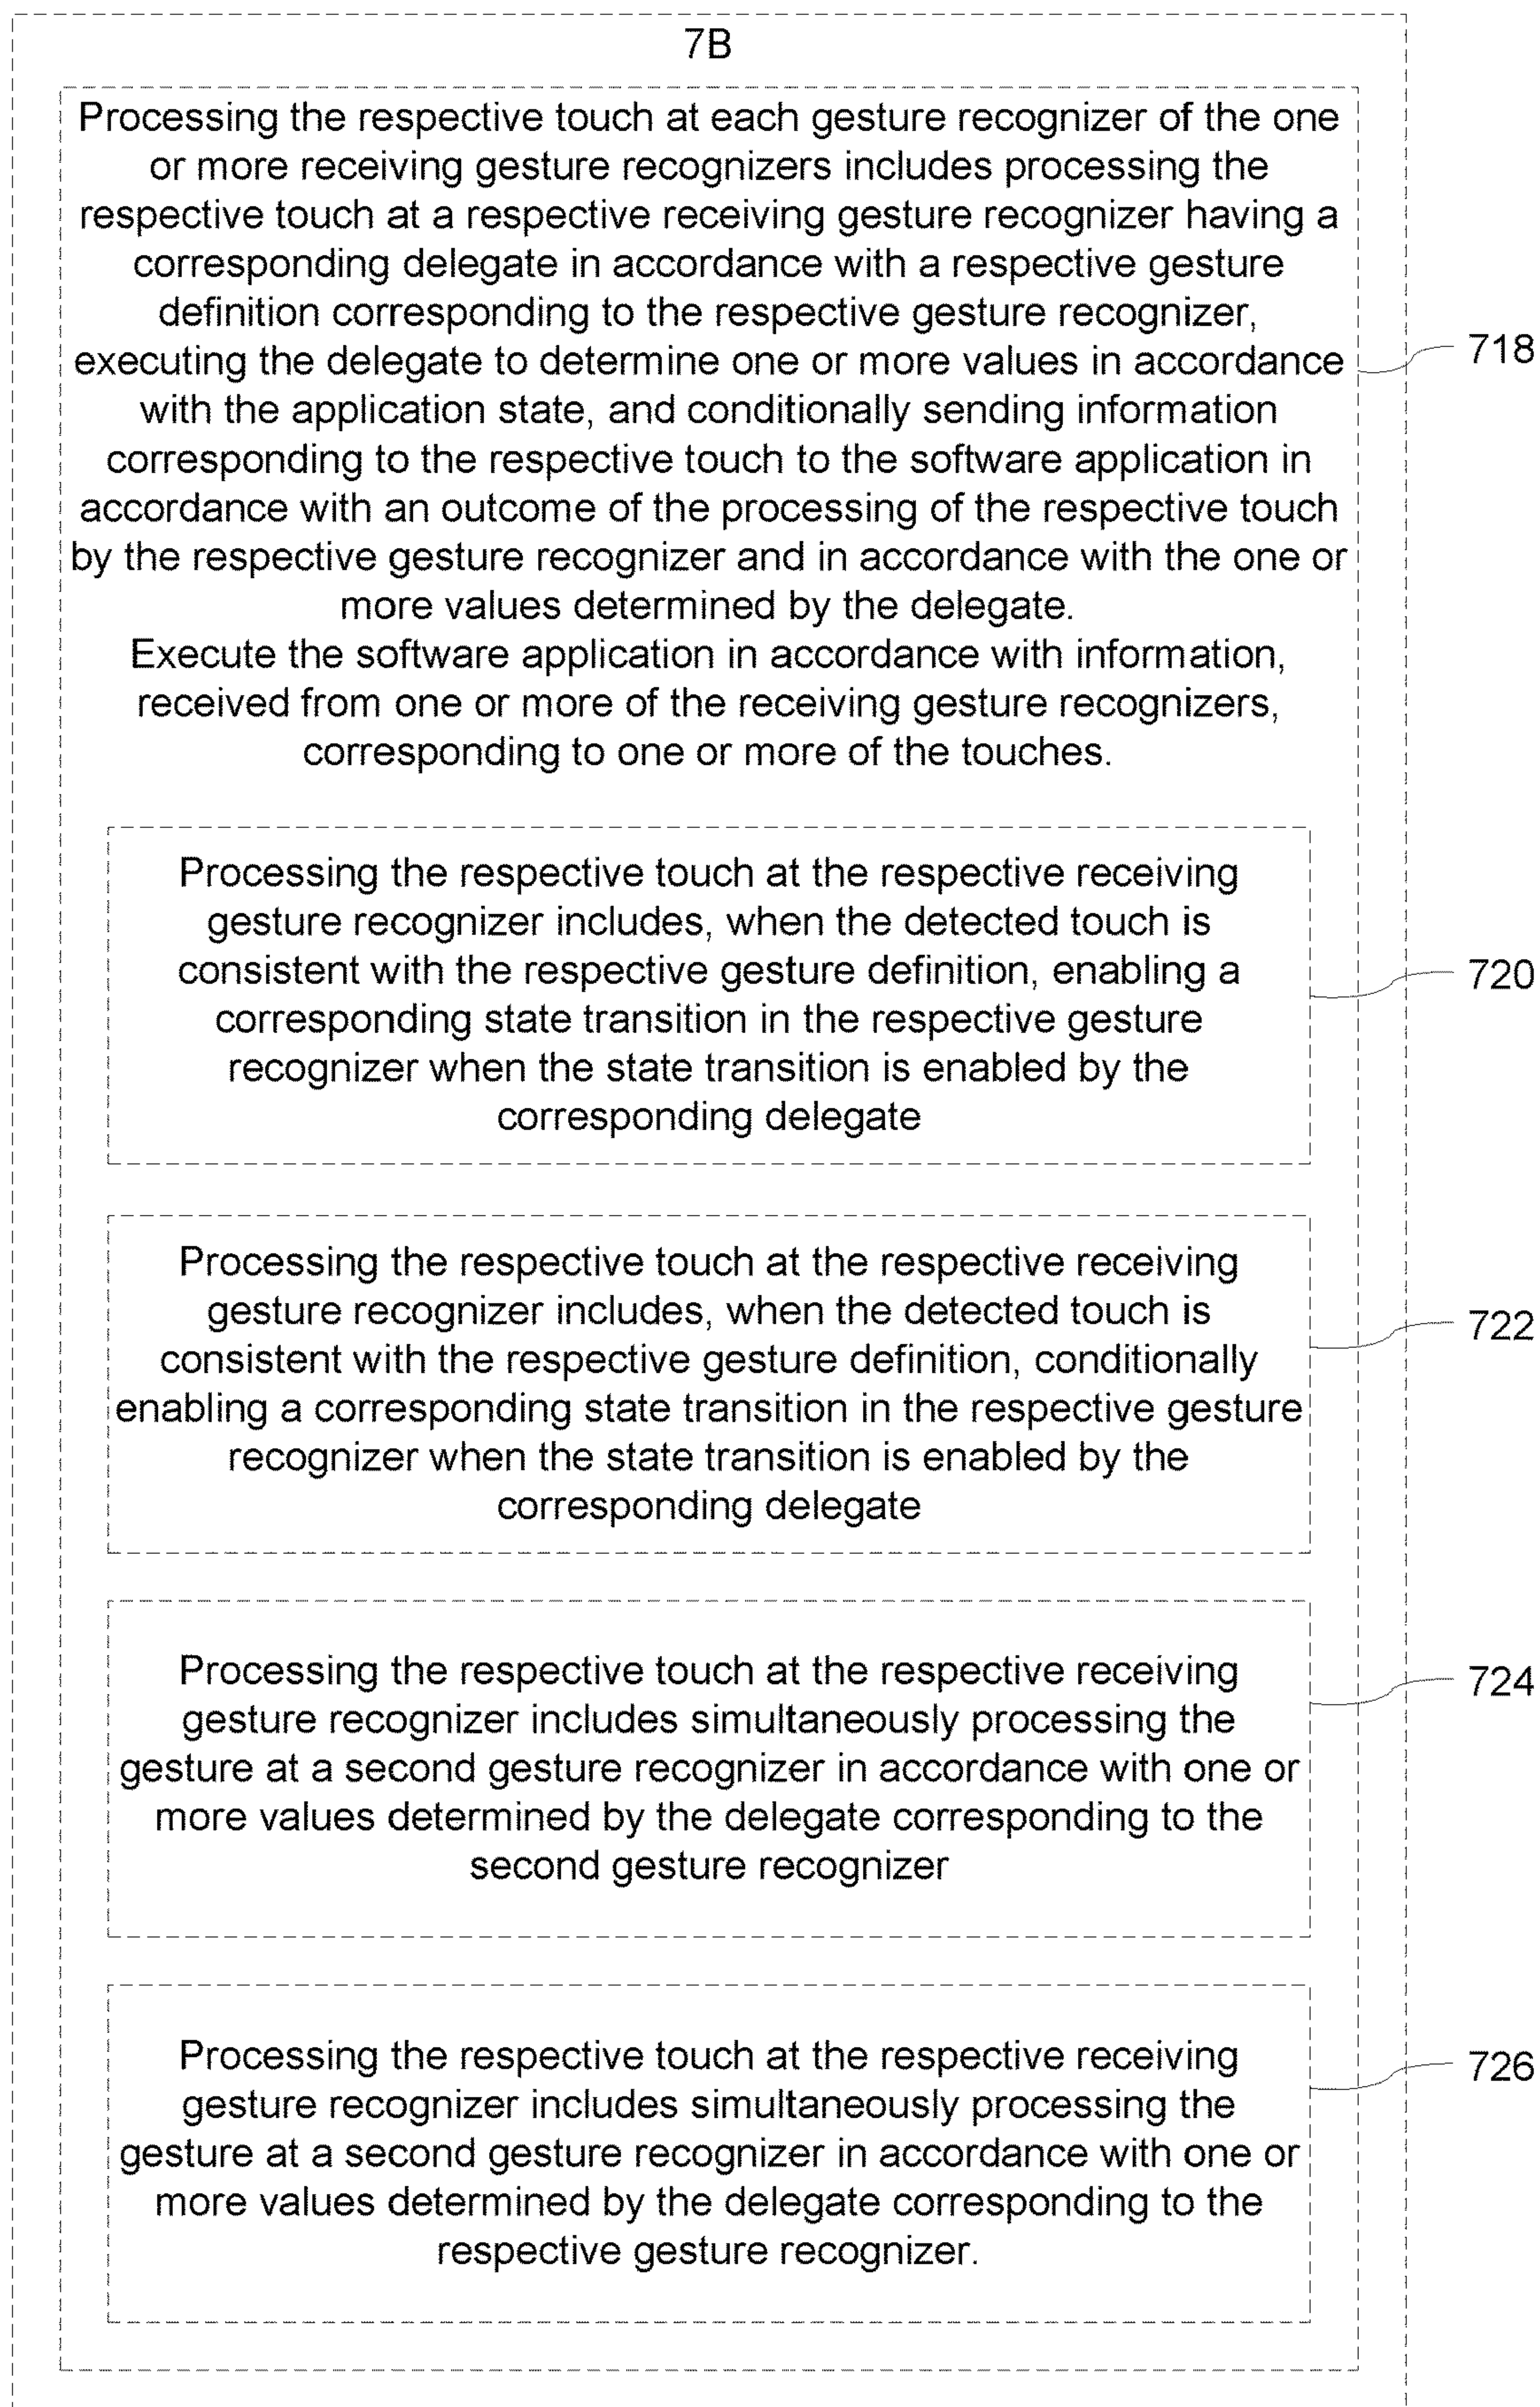 7B
Processing the respective touch at each gesture recognizer of the one
or more receiving gesture recognizers includes processing the
respective touch at a respective receiving gesture recognizer having a
corresponding delegate in accordance with a respective gesture
definition corresponding to the respective gesture recognizer,
executing the delegate to determine one or more values in accordance
with the application state, and conditionally sending information
corresponding to the respective touch to the software application in
accordance with an outcome of the processing of the respective touch
by the respective gesture recognizer and in accordance with the one or
more values determined by the delegate.
Execute the software application in accordance with information,
received from one or more of the receiving gesture recognizers,
corresponding to one or more of the touches.
718
Processing the respective touch at the respective receiving
gesture recognizer includes, when the detected touch is
consistent with the respective gesture definition, enabling a
corresponding state transition in the respective gesture
recognizer when the state transition is enabled by the
corresponding delegate
720
Processing the respective touch at the respective receiving
gesture recognizer includes, when the detected touch is
consistent with the respective gesture definition, conditionally
enabling a corresponding state transition in the respective gesture
recognizer when the state transition is enabled by the
corresponding delegate
722
Processing the respective touch at the respective receiving
gesture recognizer includes simultaneously processing the
gesture at a second gesture recognizer in accordance with one or
more values determined by the delegate corresponding to the
second gesture recognizer
724
Processing the respective touch at the respective receiving
gesture recognizer includes simultaneously processing the
gesture at a second gesture recognizer in accordance with one or
more values determined by the delegate corresponding to the
respective gesture recognizer.
726